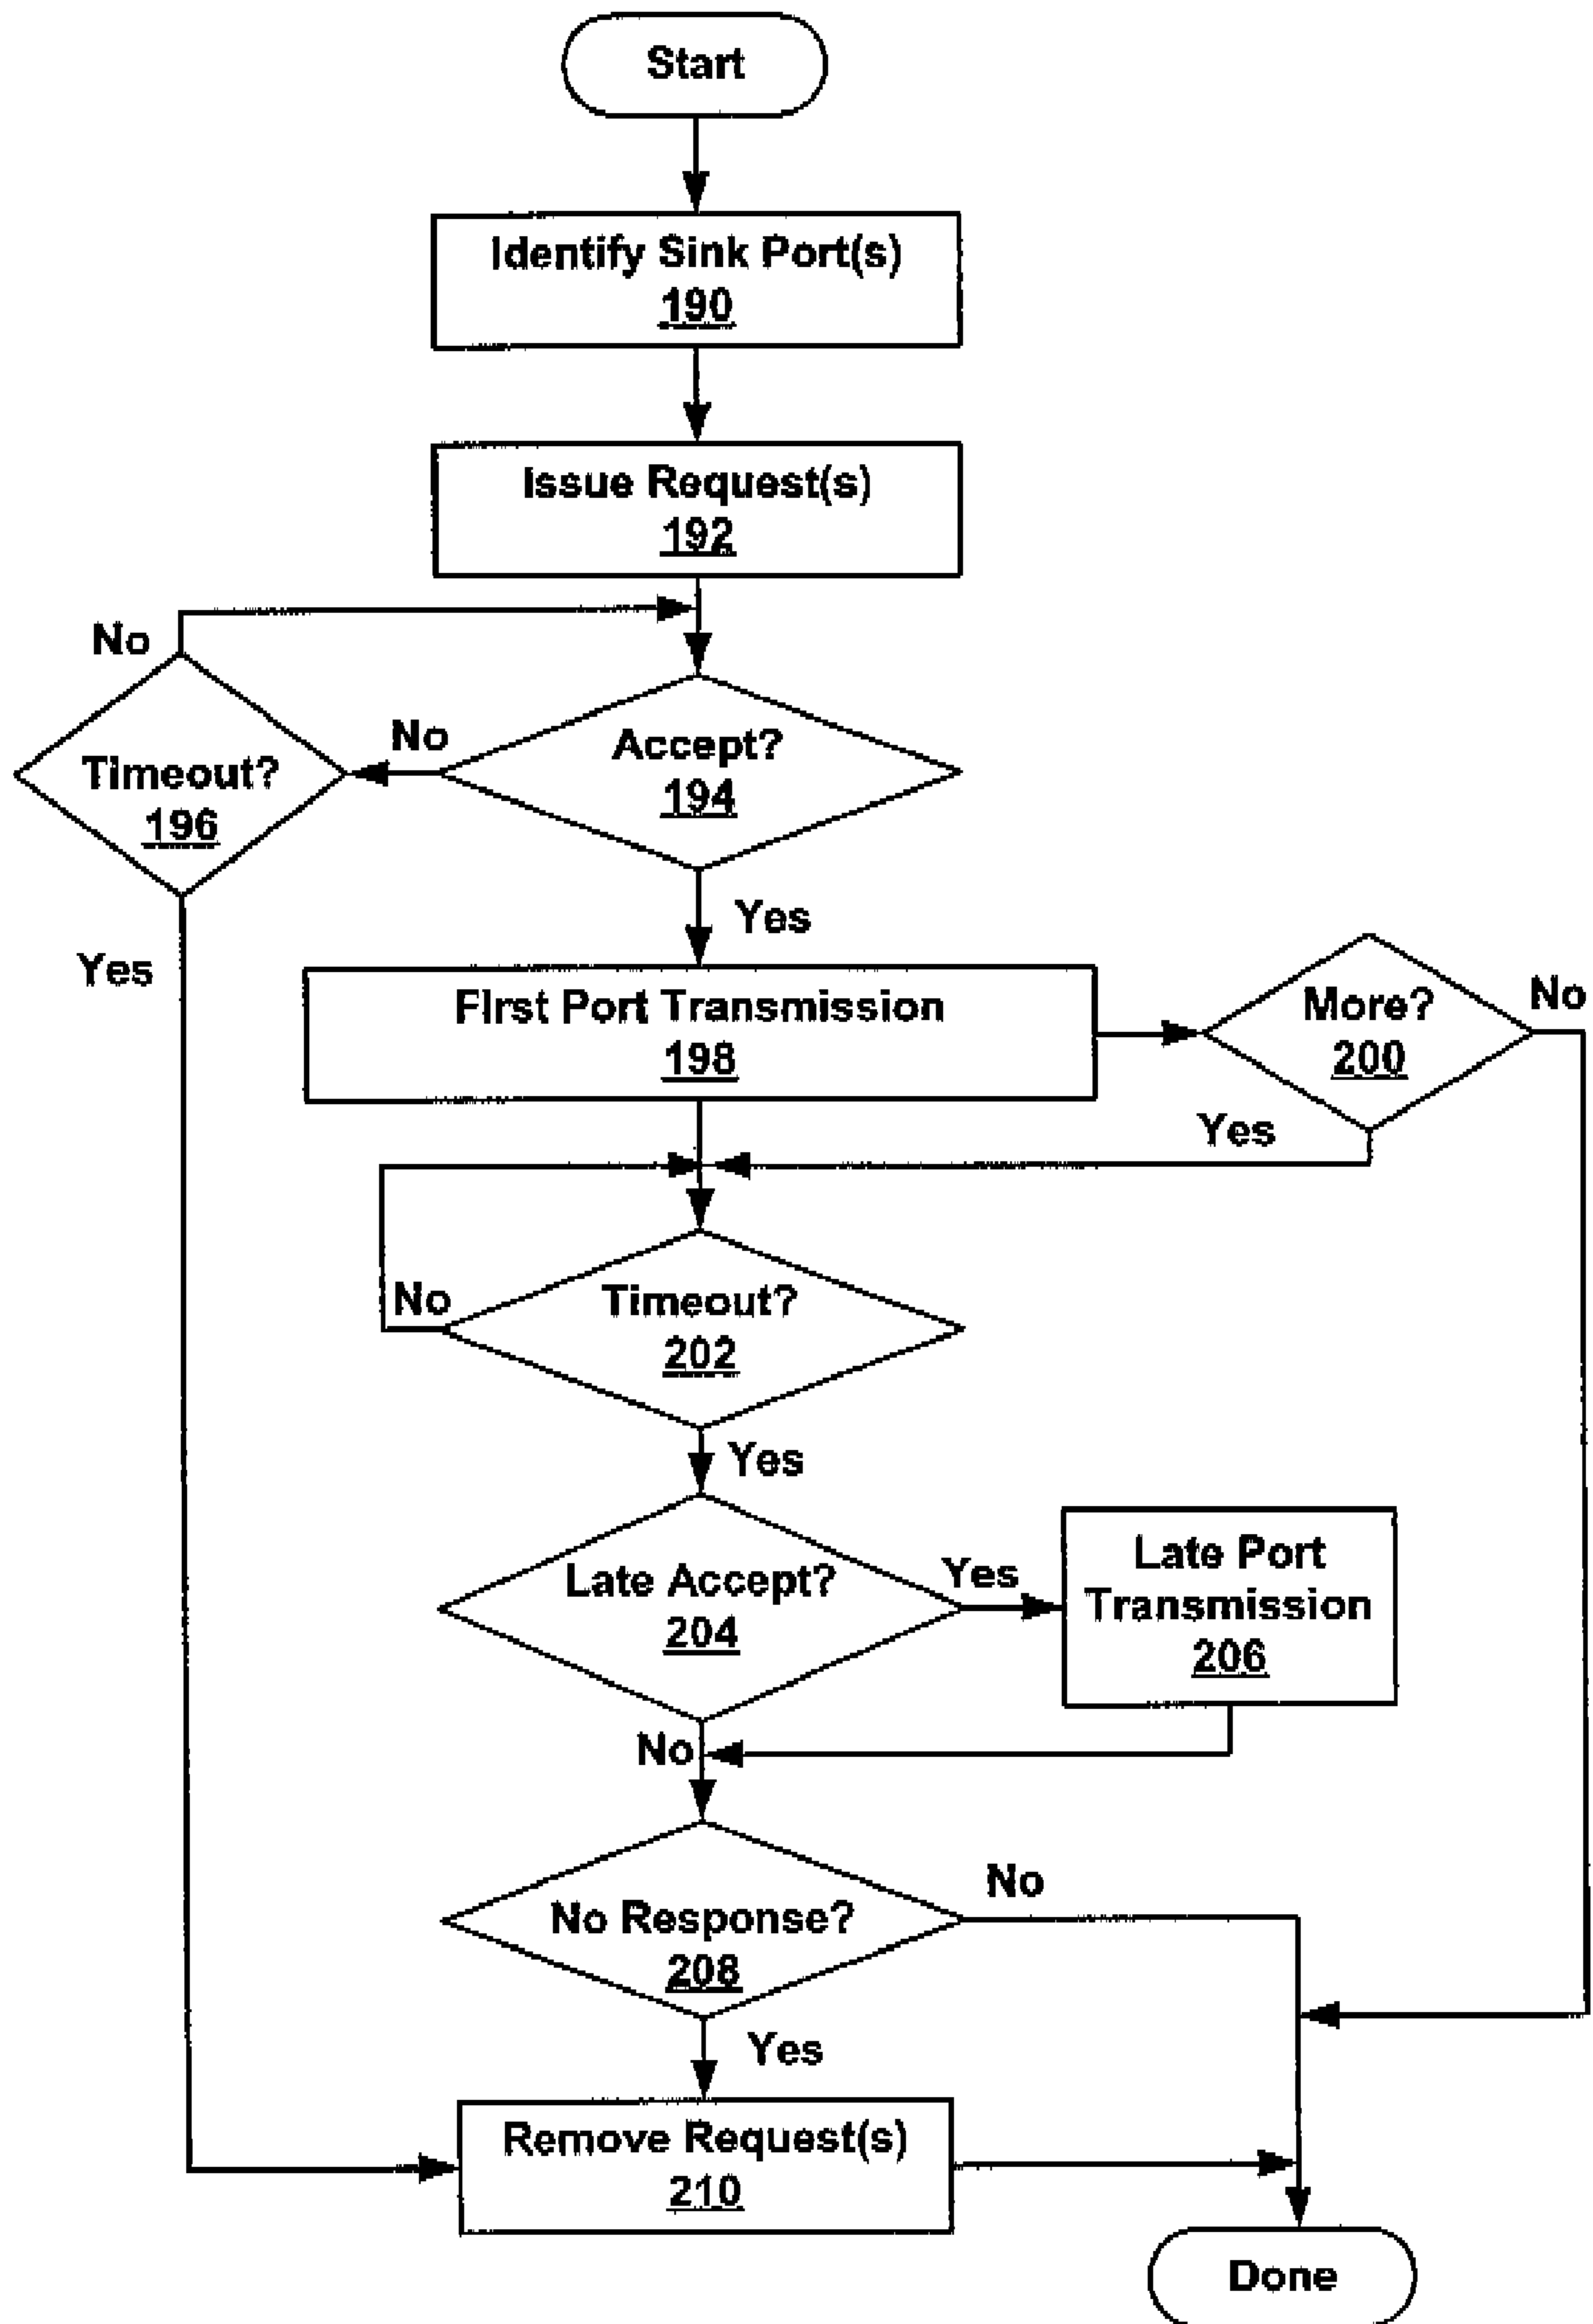 Start
Identify Sink Port(s)
190
Issue Request(s)
192
No
Timeout?
196
No
Accept?
194
Yes
Yes
First Port Transmission
198
More?
200
No
Yes
No
Timeout?
202
Yes
Late Accept?
204
Yes
Late Port
Transmission
206
No
No Response?
208
No
Yes
Remove Request(s)
210
Done